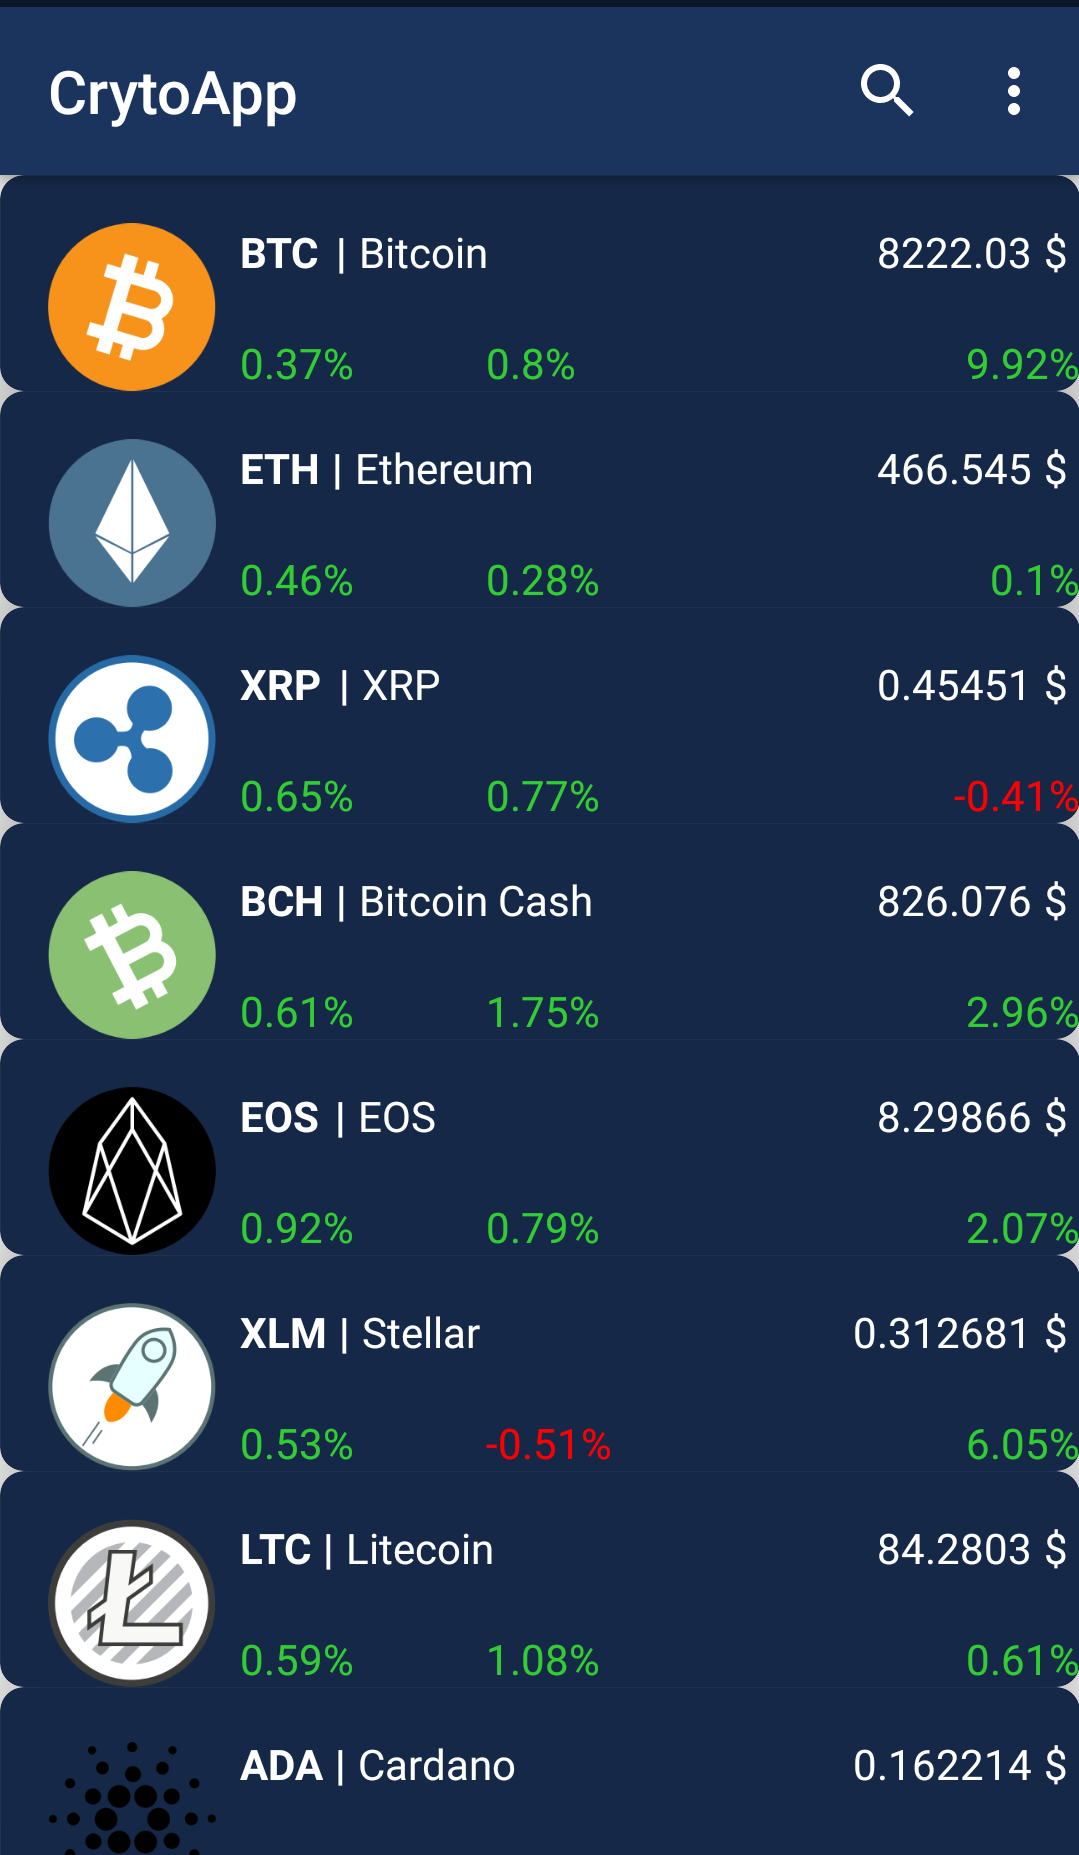 CrytoApp
BTC | Bitcoin 8222.03 $
0.37% 0.8% 9.92%
ETH | Ethereum 466.545 $
0.46% 0.28% 0.1%
XRP | XRP 0.45451 $
0.65% 0.77% -0.41%
BCH | Bitcoin Cash 826.076 $
0.61% 1.75% 2.96%
EOS | EOS 8.29866 $
0.92% 0.79% 2.07%
XLM | Stellar 0.312681 $
0.53% -0.51% 6.05%
LTC | Litecoin 84.2803 $
0.59% 1.08% 0.61%
ADA | Cardano 0.162214 $